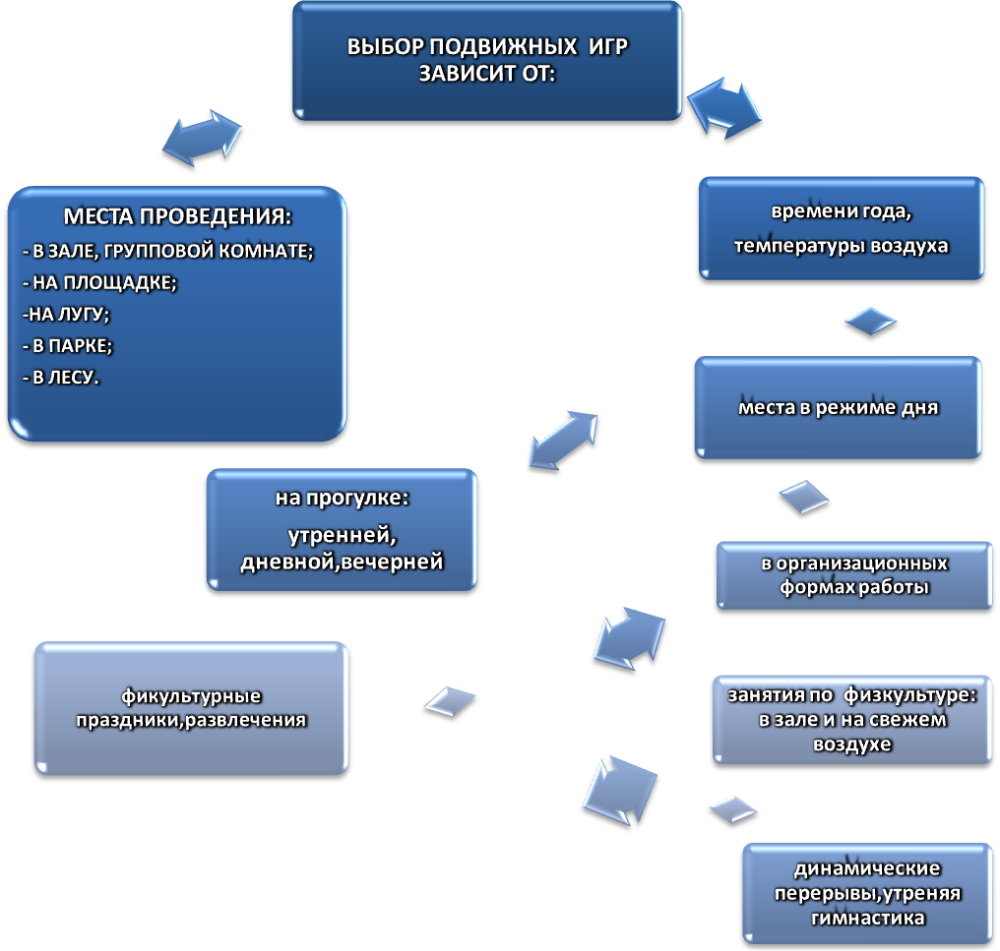 ВЫБОР ПОДВИЖНЫХ ИГР
ЗАВИСИТ ОТ:
МЕСТА ПРОВЕДЕНИЯ:
- В ЗАЛЕ, ГРУППОВОЙ КОМНАТЕ;
- НА ПЛОЩАДКЕ;
-НА ЛУГУ;
- В ПАРКЕ;
- В ЛЕСУ.
времени года,
температуры воздуха
места в режиме дня
на прогулке:
утренней,
дневной,вечерней
в организационных
формах работы
фикультурные
праздники,развлечения
занятия по физкультуре:
в зале и на свежем
воздухе
динамические
перерывы,утреняя
гимнастика